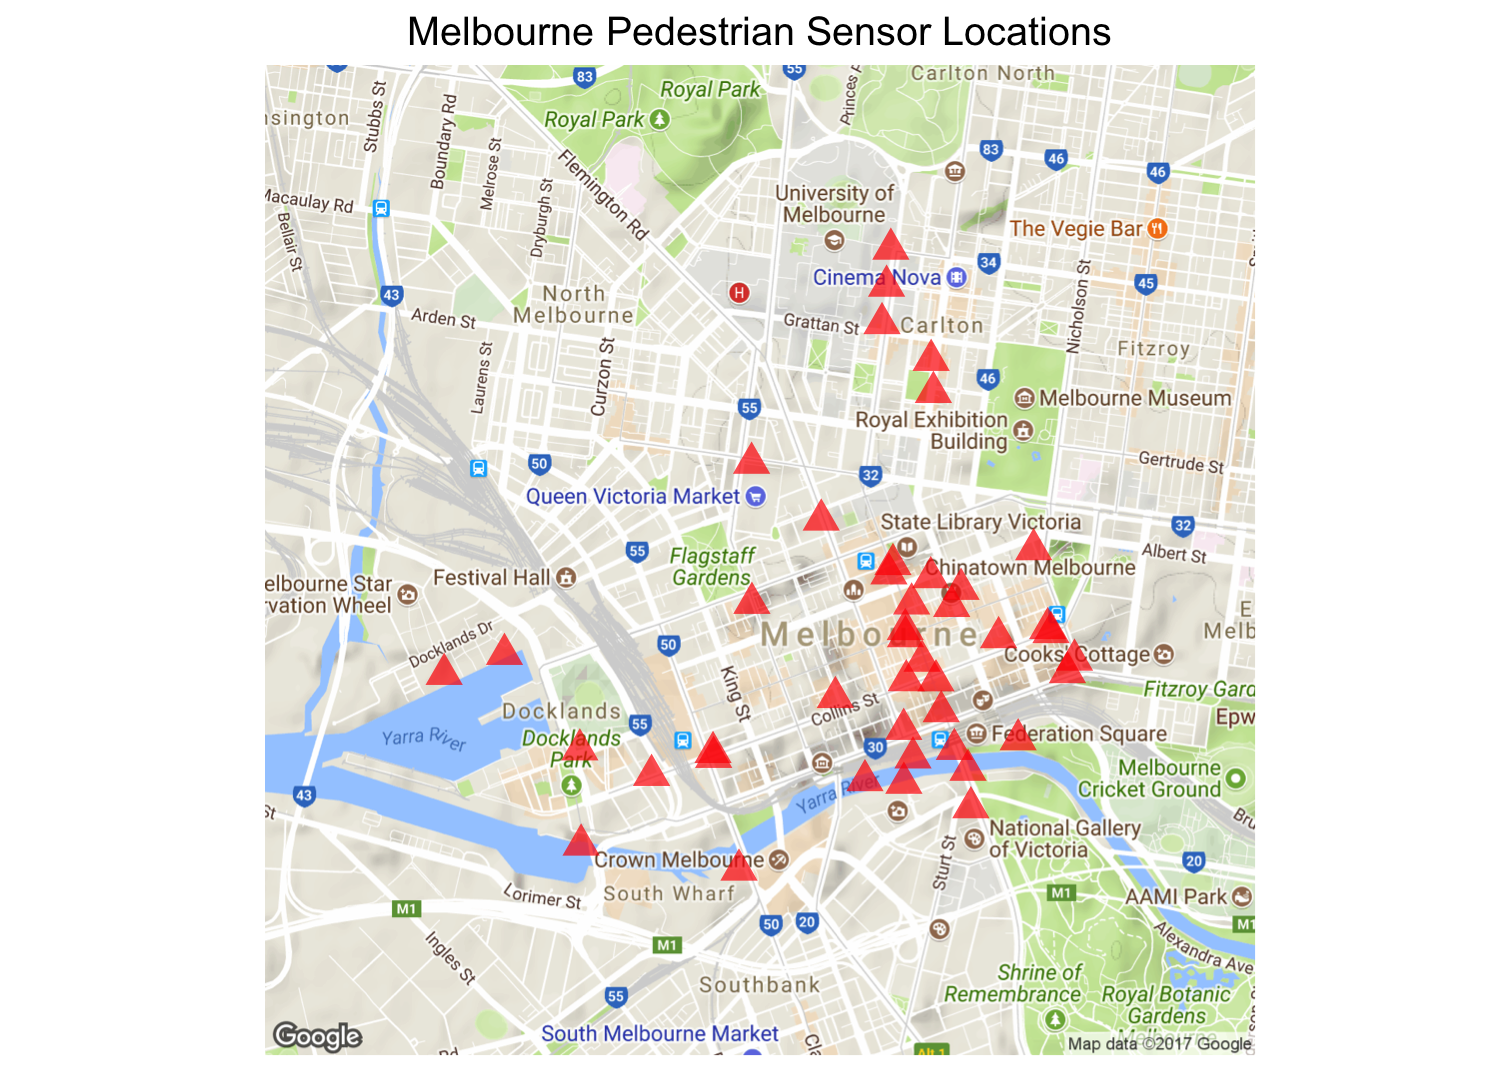 Melbourne Pedestrian Sensor Locations
55
83
Carlton North
Royal Park
Royal Park
nsington
Stubbs St
Boundary Rd
Melrose St
Dryburgh St
Flemington Rd
Princes P
83
46
46
University of
Melbourne
The Vegie Bar
Macaulay Rd
Bellair St
34
Cinema Nova
45
43
North
Melbourne
Arden St
Grattan St
Carlton
Nicholson St
Fitzroy
Laurens St
Curzon St
46
Melbourne Museum
55
Royal Exhibition
Building
H
50
32
Gertrude St
Queen Victoria Market
State Library Victoria
32
Albert St
55
Flagstaff
Gardens
Festival Hall
Chinatown Melbourne
elbourne Star
rvation Wheel
Docklands Dr
50
Melbourne
E
Melb
Cooks' Cottage
King St
Collins St
Fitzroy Gard
Docklands
55
Epw
Yarra River
Docklands
Park
30
Federation Square
43
Yarra River
Melbourne
Cricket Ground
St
Bru
National Gallery
of Victoria
Sturt St
Crown Melbourne
20
Lorimer St
South Wharf
M1
AAMI Park
M1
50
20
M1
M1
Ingles St
Alexandra Ave
Southbank
Shrine of
Remembrance
Royal Botanic
Gardens
55
South Melbourne Market
Cla
Rd
Alt 1
Google
Map data ©2017 Google